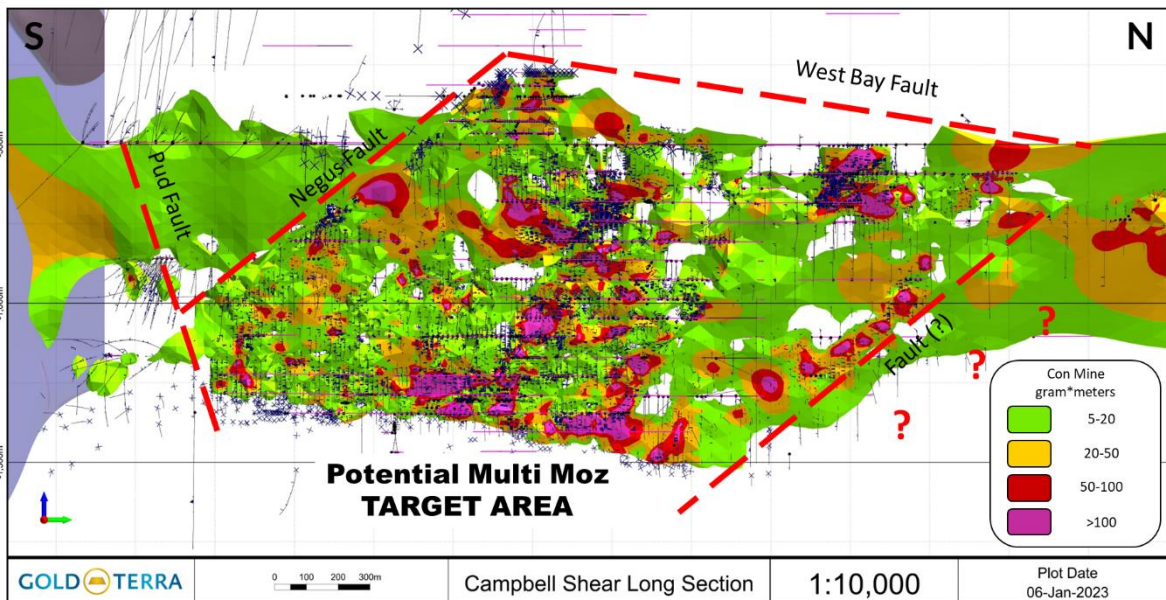 S
N
West Bay Fault
Pud Fault
Negus Fault
Fault (?)
?
?
?
Potential Multi Moz
TARGET AREA
Con Mine
gram*meters
5-20
20-50
50-100
>100
GOLD TERRA
0 100 200 300m
Campbell Shear Long Section
1:10,000
Plot Date
06-Jan-2023